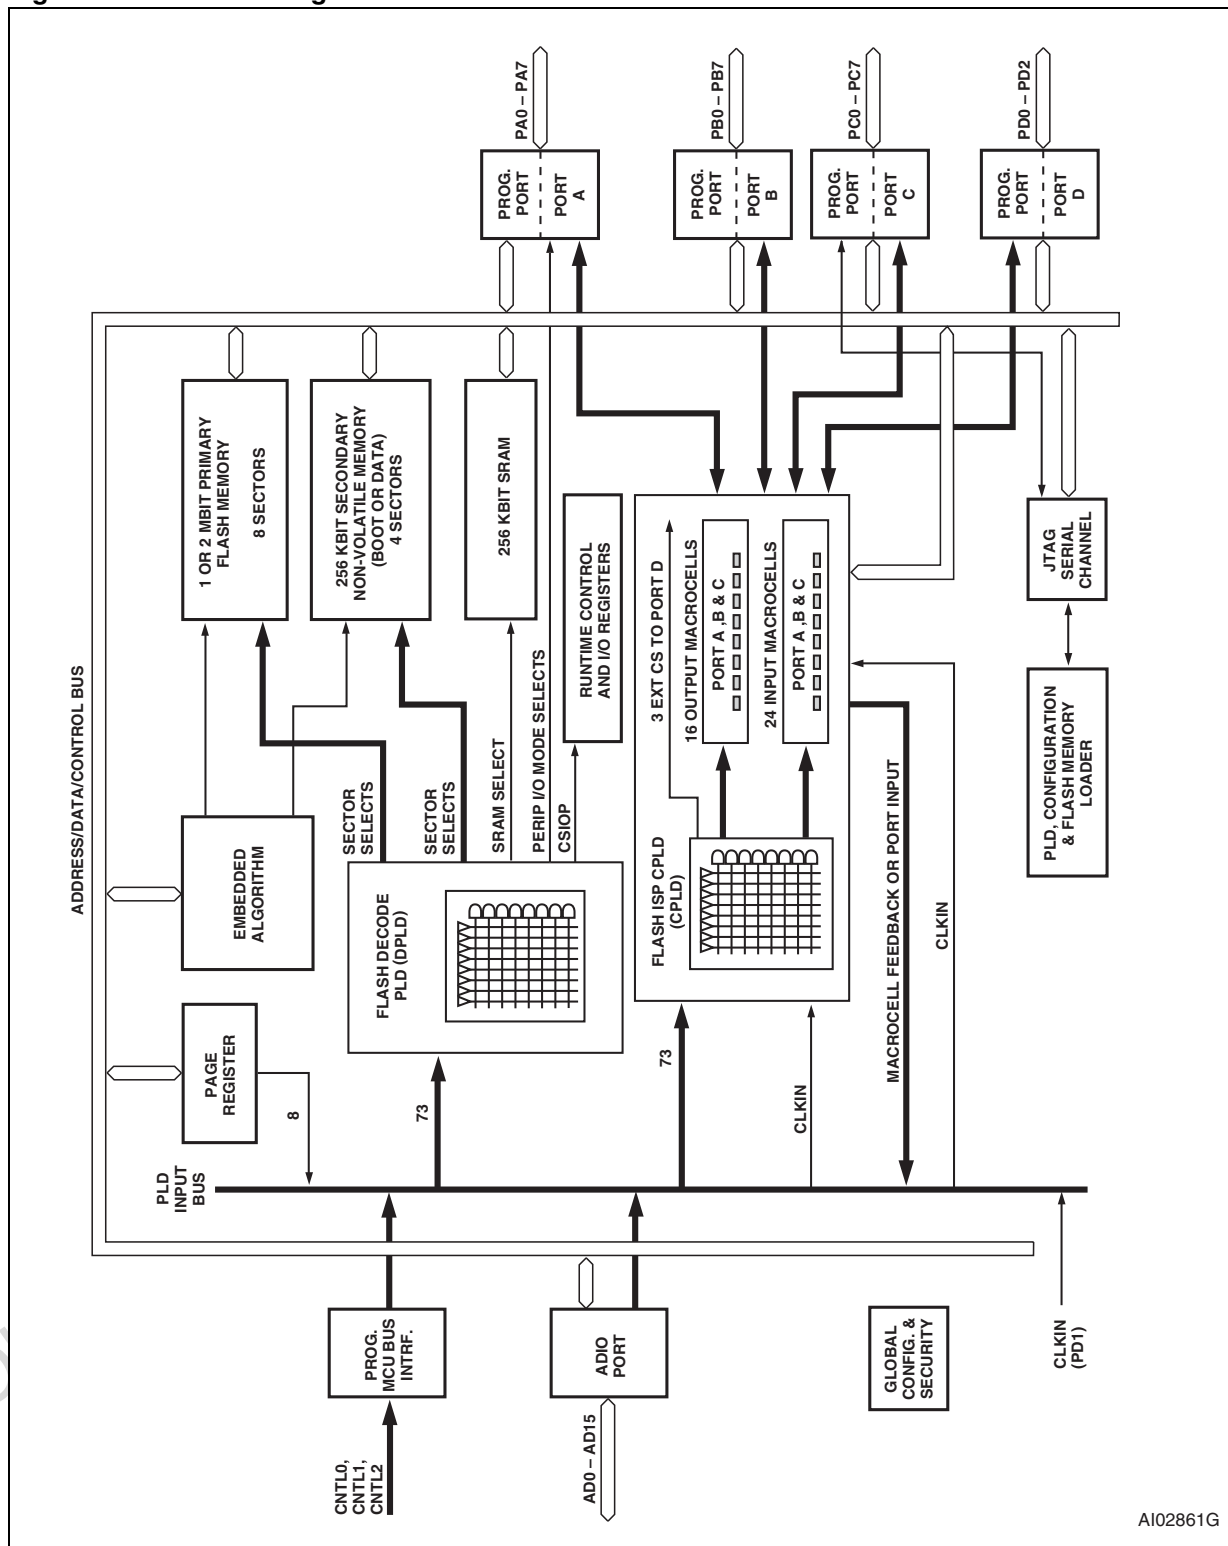 PA0 – PA7
PB0 – PB7
PC0 – PC7
PD0 – PD2
PROG.
PORT
PORT
A
PROG.
PORT
PORT
B
PROG.
PORT
PORT
C
PROG.
PORT
PORT
D
ADDRESS/DATA/CONTROL BUS
1 OR 2 MBIT PRIMARY
FLASH MEMORY
8 SECTORS
256 KBIT SECONDARY
NON-VOLATILE MEMORY
(BOOT OR DATA)
4 SECTORS
256 KBIT SRAM
RUNTIME CONTROL
AND I/O REGISTERS
SECTOR
SELECTS
SECTOR
SELECTS
SRAM SELECT
PERIP I/O MODE SELECTS
CSIOP
3 EXT CS TO PORT D
16 OUTPUT MACROCELLS
PORT A ,B & C
24 INPUT MACROCELLS
PORT A ,B & C
JTAG
SERIAL
CHANNEL
PLD, CONFIGURATION
& FLASH MEMORY
LOADER
EMBEDDED
ALGORITHM
FLASH DECODE
PLD (DPLD)
FLASH ISP CPLD
(CPLD)
MACROCELL FEEDBACK OR PORT INPUT
CLKIN
PAGE
REGISTER
8
73
73
CLKIN
PLD
INPUT
BUS
PROG.
MCU BUS
INTRF.
ADIO
PORT
GLOBAL
CONFIG. &
SECURITY
CLKIN
(PD1)
CNTL0,
CNTL1,
CNTL2
AD0 – AD15
AI02861G